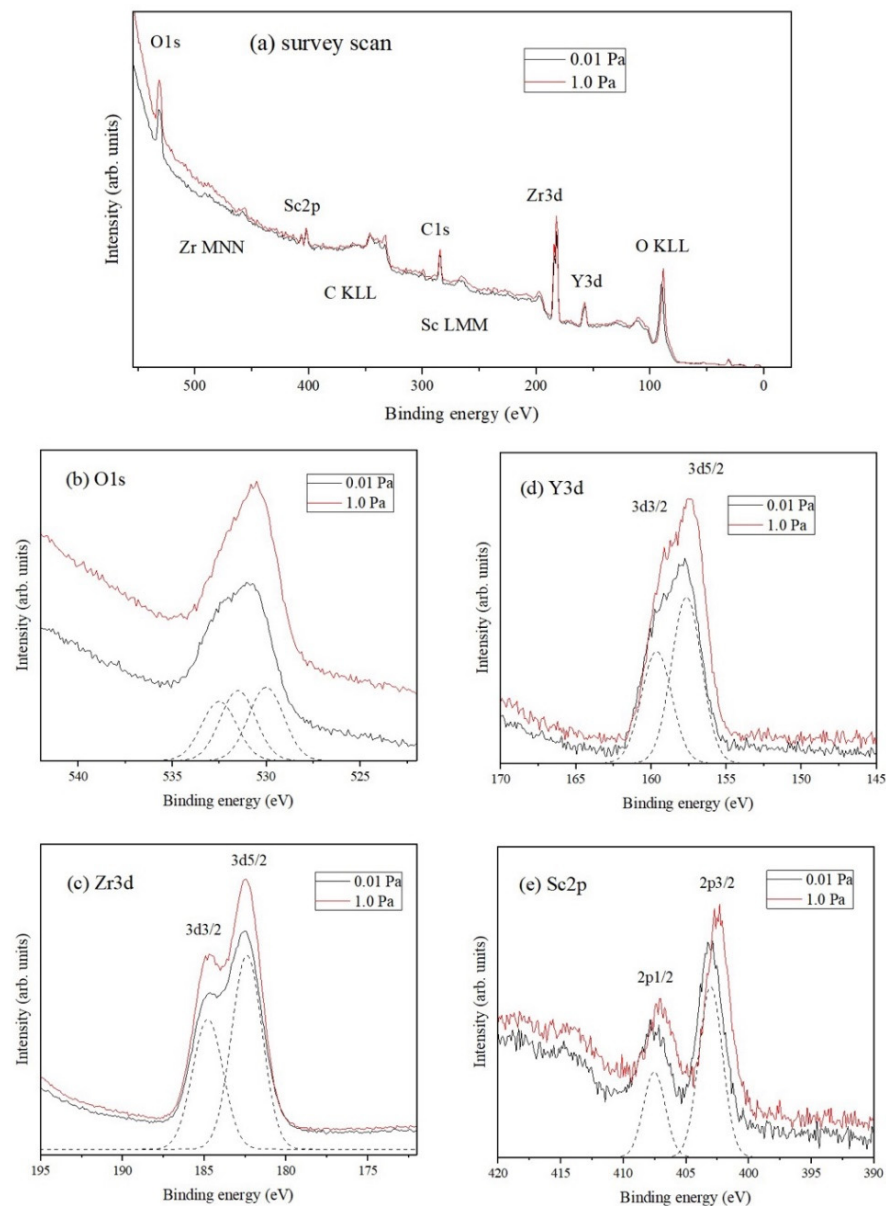 (a) survey scan
0.01 Pa
1.0 Pa
O1s
Sc2p
Zr MNN
C KLL
C1s
Sc LMM
Zr3d
Y3d
O KLL
Intensity (arb. units)
500 400 300 200 100 0
Binding energy (eV)
(b) O1s
0.01 Pa
1.0 Pa
Intensity (arb. units)
540 535 530 525
Binding energy (eV)
(d) Y3d
3d5/2
3d3/2
0.01 Pa
1.0 Pa
Intensity (arb. units)
170 165 160 155 150 145
Binding energy (eV)
(c) Zr3d
3d5/2
3d3/2
0.01 Pa
1.0 Pa
Intensity (arb. units)
195 190 185 180 175
Binding energy (eV)
(e) Sc2p
2p3/2
2p1/2
0.01 Pa
1.0 Pa
Intensity (arb. units)
420 415 410 405 400 395 390
Binding energy (eV)